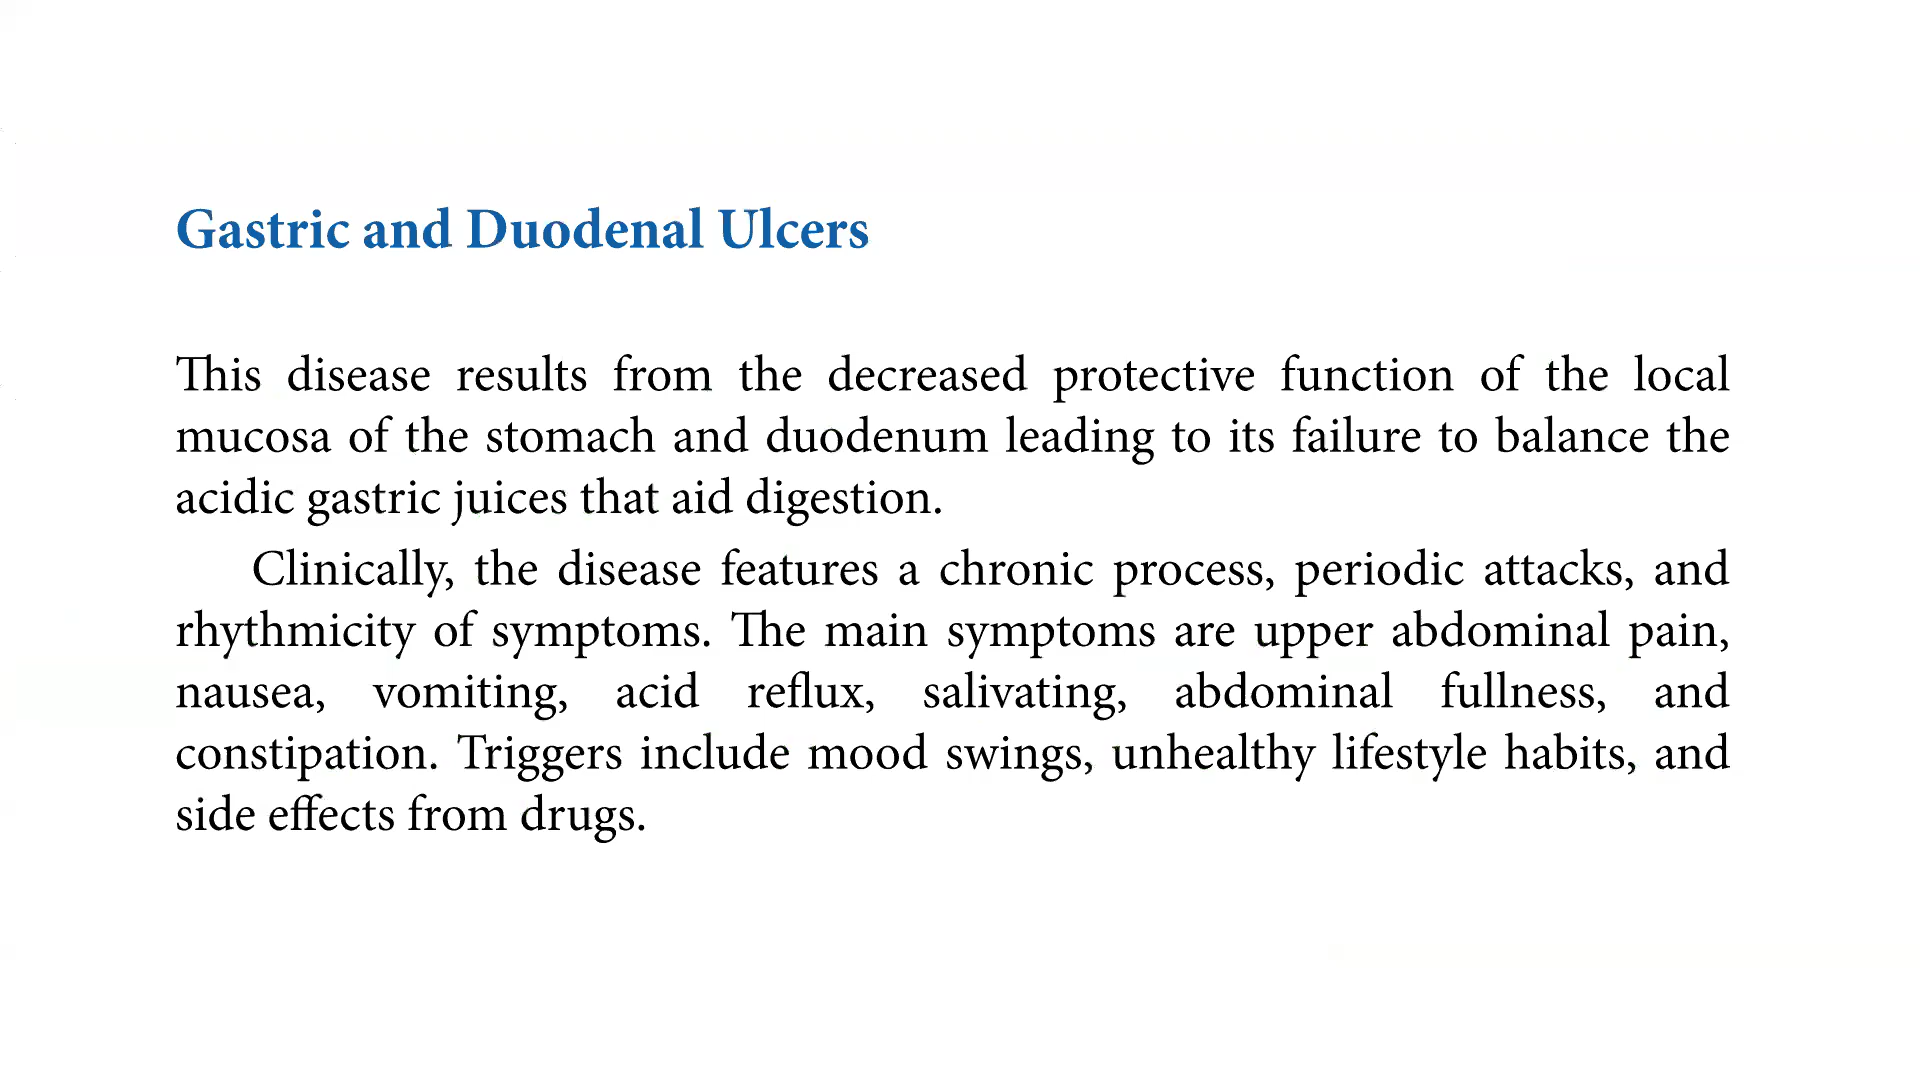 Gastric and Duodenal Ulcers
This disease results from the decreased protective function of the local
mucosa of the stomach and duodenum leading to its failure to balance the
acidic gastric juices that aid digestion.
Clinically, the disease features a chronic process, periodic attacks, and
rhythmicity of symptoms. The main symptoms are upper abdominal pain,
nausea, vomiting, acid reflux, salivating, abdominal fullness, and
constipation. Triggers include mood swings, unhealthy lifestyle habits, and
side effects from drugs.